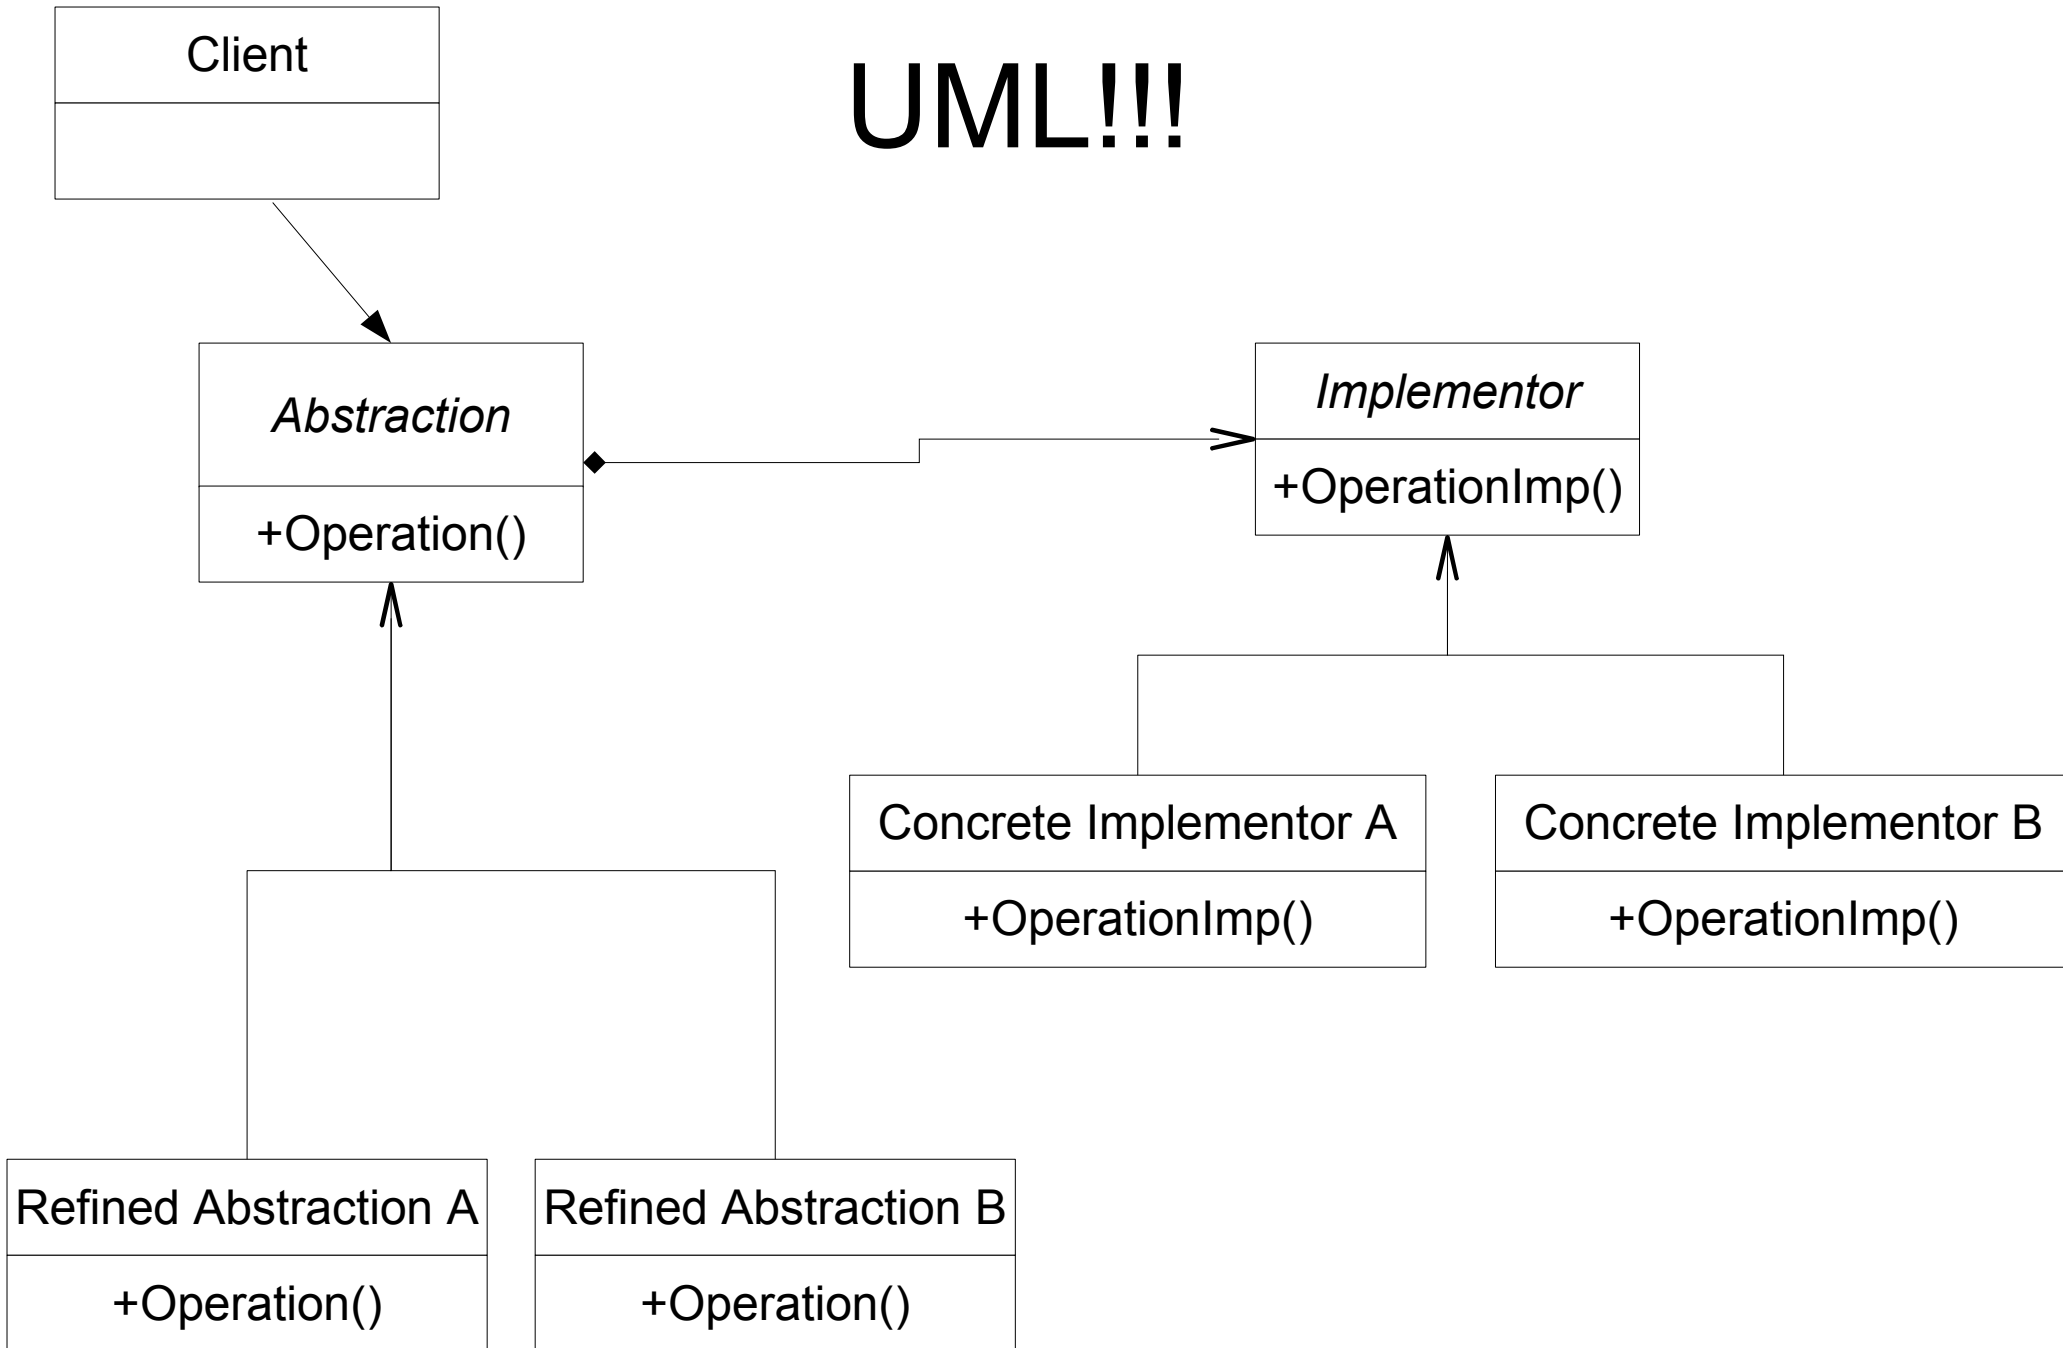 Client
UML!!!
Abstraction
+Operation()
Implementor
+OperationImp()
Concrete Implementor A
+OperationImp()
Concrete Implementor B
+OperationImp()
Refined Abstraction A
+Operation()
Refined Abstraction B
+Operation()